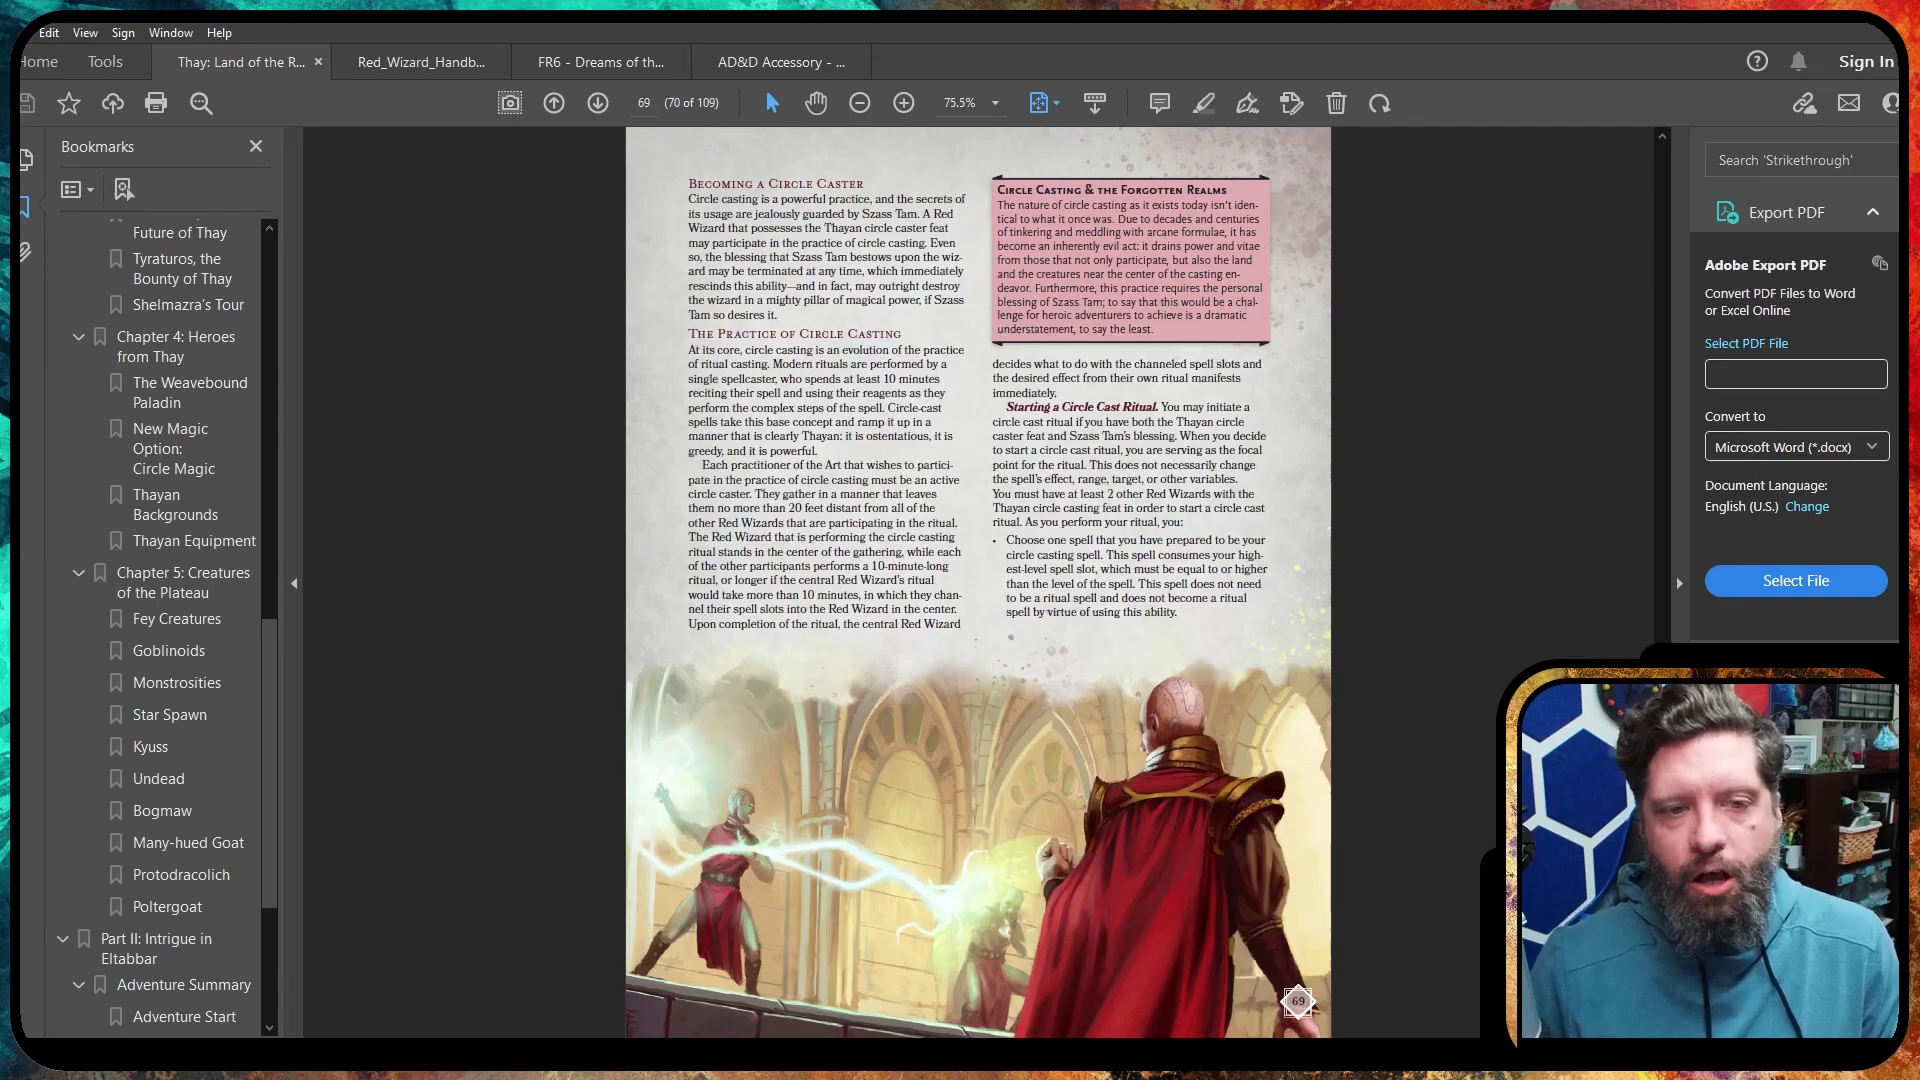 Edit View Sign Window Help
Home Tools Thay: Land of the R... × Red_Wizard_Handb... FR6 - Dreams of th... AD&D Accessory - ... Sign In
69 (70 of 109) 75.5%
Bookmarks
Future of Thay
Tyraturos, the
Bounty of Thay
Shelmazra's Tour
Chapter 4: Heroes
from Thay
The Weavebound
Paladin
New Magic
Option:
Circle Magic
Thayan
Backgrounds
Thayan Equipment
Chapter 5: Creatures
of the Plateau
Fey Creatures
Goblinoids
Monstrosities
Star Spawn
Kyuss
Undead
Bogmaw
Many-hued Goat
Protodracolich
Poltergoat
Part II: Intrigue in
Eltabbar
Adventure Summary
Adventure Start
Becoming a Circle Caster
Circle casting is a powerful practice, and the secrets of
its usage are jealously guarded by Szass Tam. A Red
Wizard that possesses the Thayan circle caster feat
may participate in the practice of circle casting. Even
so, the blessing that Szass Tam bestows upon the wiz-
ard may be terminated at any time, which immediately
rescinds this ability—and in fact, may outright destroy
the wizard in a mighty pillar of magical power, if Szass
Tam so desires it.
The Practice of Circle Casting
At its core, circle casting is an evolution of the practice
of ritual casting. Modern rituals are performed by a
single spellcaster, who spends at least 10 minutes
reciting their spell and using their reagents as they
perform the complex steps of the spell. Circle-cast
spells take this base concept and ramp it up in a
manner that is clearly Thayan: it is ostentatious, it is
greedy, and it is powerful.
Each practitioner of the Art that wishes to partici-
pate in the practice of circle casting must be an active
circle caster. They gather in a manner that leaves
them no more than 20 feet distant from all of the
other Red Wizards that are participating in the ritual.
The Red Wizard that is performing the circle casting
ritual stands in the center of the gathering, while each
of the other participants performs a 10-minute-long
ritual, or longer if the central Red Wizard's ritual
would take more than 10 minutes, in which they chan-
nel their spell slots into the Red Wizard in the center.
Upon completion of the ritual, the central Red Wizard
Circle Casting & the Forgotten Realms
The nature of circle casting as it exists today isn't iden-
tical to what it once was. Due to decades and centuries
of tinkering and meddling with arcane formulae, it has
become an inherently evil act: it drains power and vitae
from those that not only participate, but also the land
and the creatures near the center of the casting en-
deavor. Furthermore, this practice requires the personal
blessing of Szass Tam; to say that this would be a chal-
lenge for heroic adventurers to achieve is a dramatic
understatement, to say the least.
decides what to do with the channeled spell slots and
the desired effect from their own ritual manifests
immediately.
Starting a Circle Cast Ritual. You may initiate a
circle cast ritual if you have both the Thayan circle
caster feat and Szass Tam's blessing. When you decide
to start a circle cast ritual, you are serving as the focal
point for the ritual. This does not necessarily change
the spell's effect, range, target, or other variables.
You must have at least 2 other Red Wizards with the
Thayan circle casting feat in order to start a circle cast
ritual. As you perform your ritual, you:
• Choose one spell that you have prepared to be your
circle casting spell. This spell consumes your high-
est-level spell slot, which must be equal to or higher
than the level of the spell. This spell does not need
to be a ritual spell and does not become a ritual
spell by virtue of using this ability.
69
Search 'Strikethrough'
Export PDF
Adobe Export PDF
Convert PDF Files to Word
or Excel Online
Select PDF File
Convert to
Microsoft Word (*.docx)
Document Language:
English (U.S.) Change
Select File